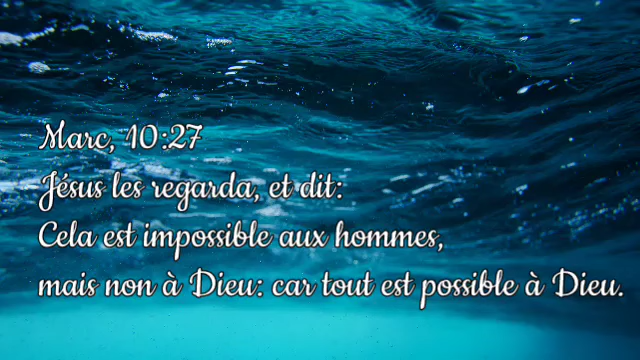 Marc, 10:27
Jésus les regarda, et dit:
Cela est impossible aux hommes,
mais non à Dieu: car tout est possible à Dieu.